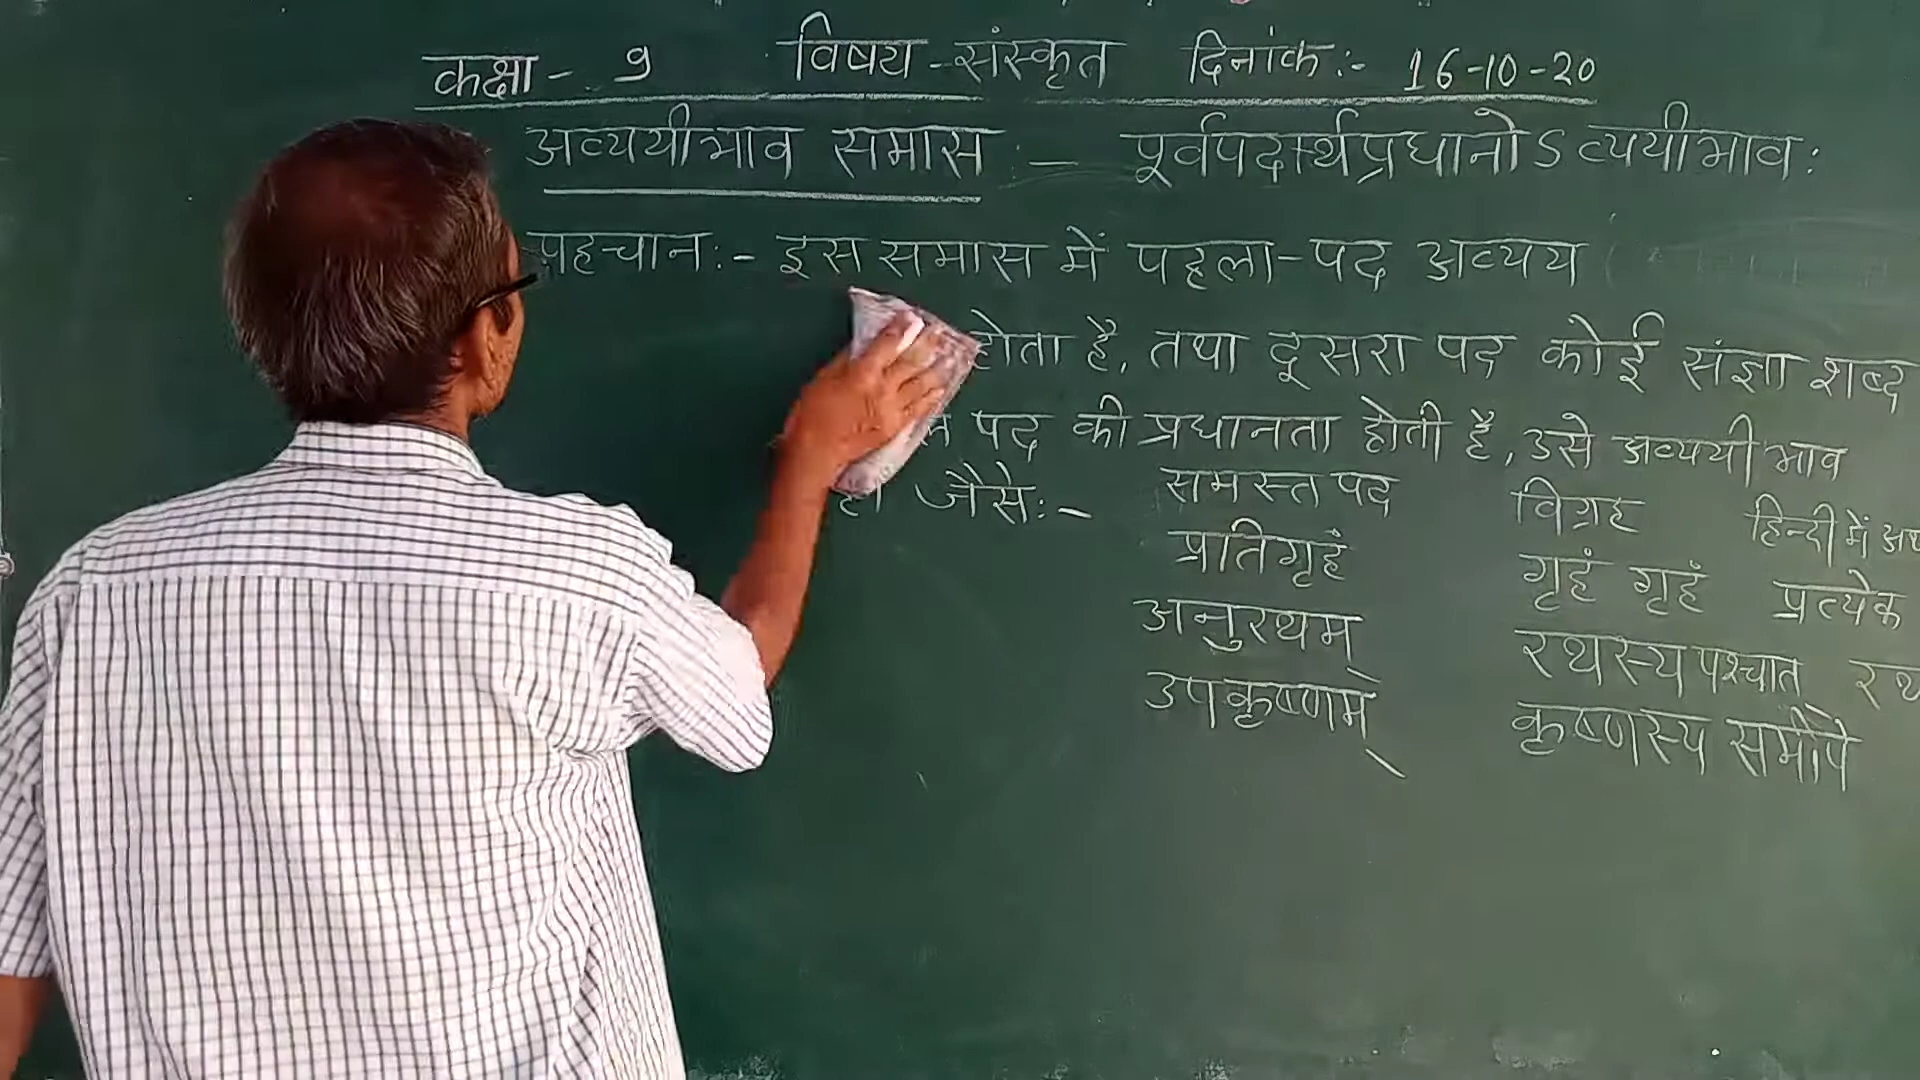 कक्षा - 9 विषय - संस्कृत दिनांक :- 16-10-20
अव्ययीभाव समास :- पूर्वपदार्थप्रधानोऽव्ययीभाव:
पहचान :- इस समास में पहला-पद अव्यय
होता है, तथा दूसरा पद कोई संज्ञा शब्द
पद की प्रधानता होती है, उसे अव्ययीभाव
जैसे :- समस्त पद विग्रह हिन्दी में
प्रतिगृहं गृहं गृहं प्रत्येक
अनुरथम् रथस्य पश्चात्
उपकृष्णम् कृष्णस्य समीपे